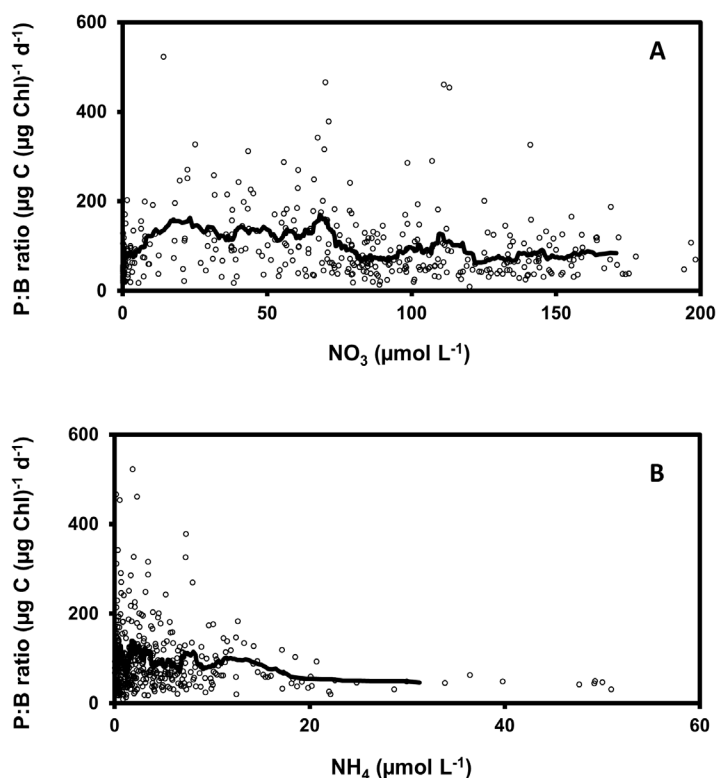 A
P:B ratio (µg C (µg Chl)⁻¹ d⁻¹)
600
400
200
0
0 50 100 150 200
NO₃ (µmol L⁻¹)
B
P:B ratio (µg C (µg Chl)⁻¹ d⁻¹)
600
400
200
0
0 20 40 60
NH₄ (µmol L⁻¹)